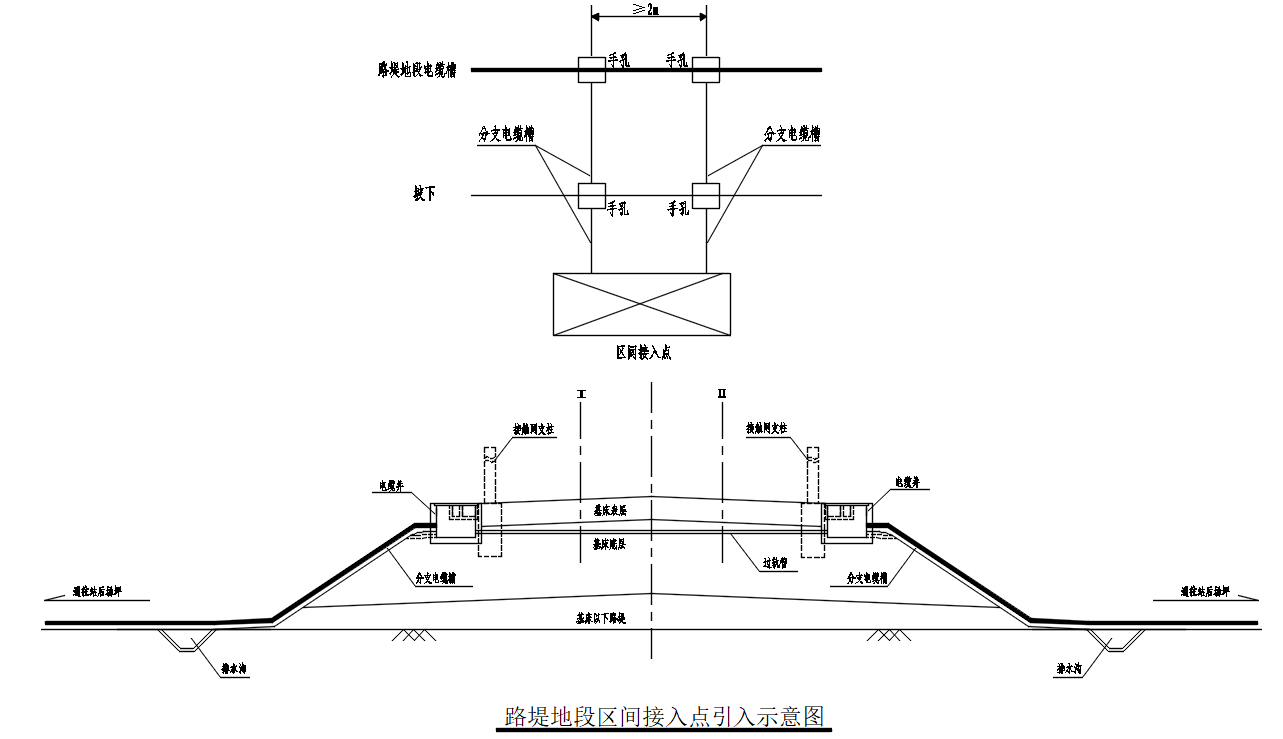 ≥2m
手孔 手孔
路堤地段电缆槽
分支电缆槽 分支电缆槽
坡下
手孔 手孔
区间接入点
I II
接触网支柱 接触网支柱
电缆井 电缆井
基床表层
基床底层
过轨管
分支电缆槽 分支电缆槽
通往站后场坪 通往站后场坪
基床以下路堤
排水沟 排水沟
路堤地段区间接入点引入示意图